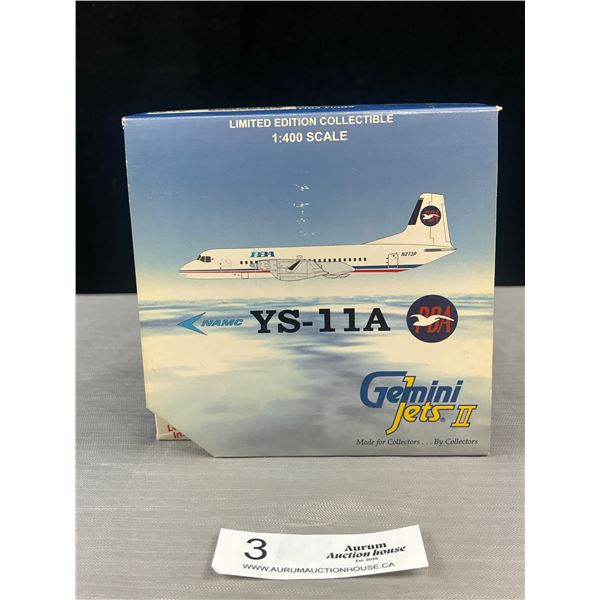 LIMITED EDITION COLLECTIBLE
1:400 SCALE
PBA
PBA
N273P
NAMC YS-11A PBA
Gemini
Jets II
Made for Collectors . . . By Collectors
3
Aurum
Auction house
www.AURUMAUCTIONHOUSE.CA